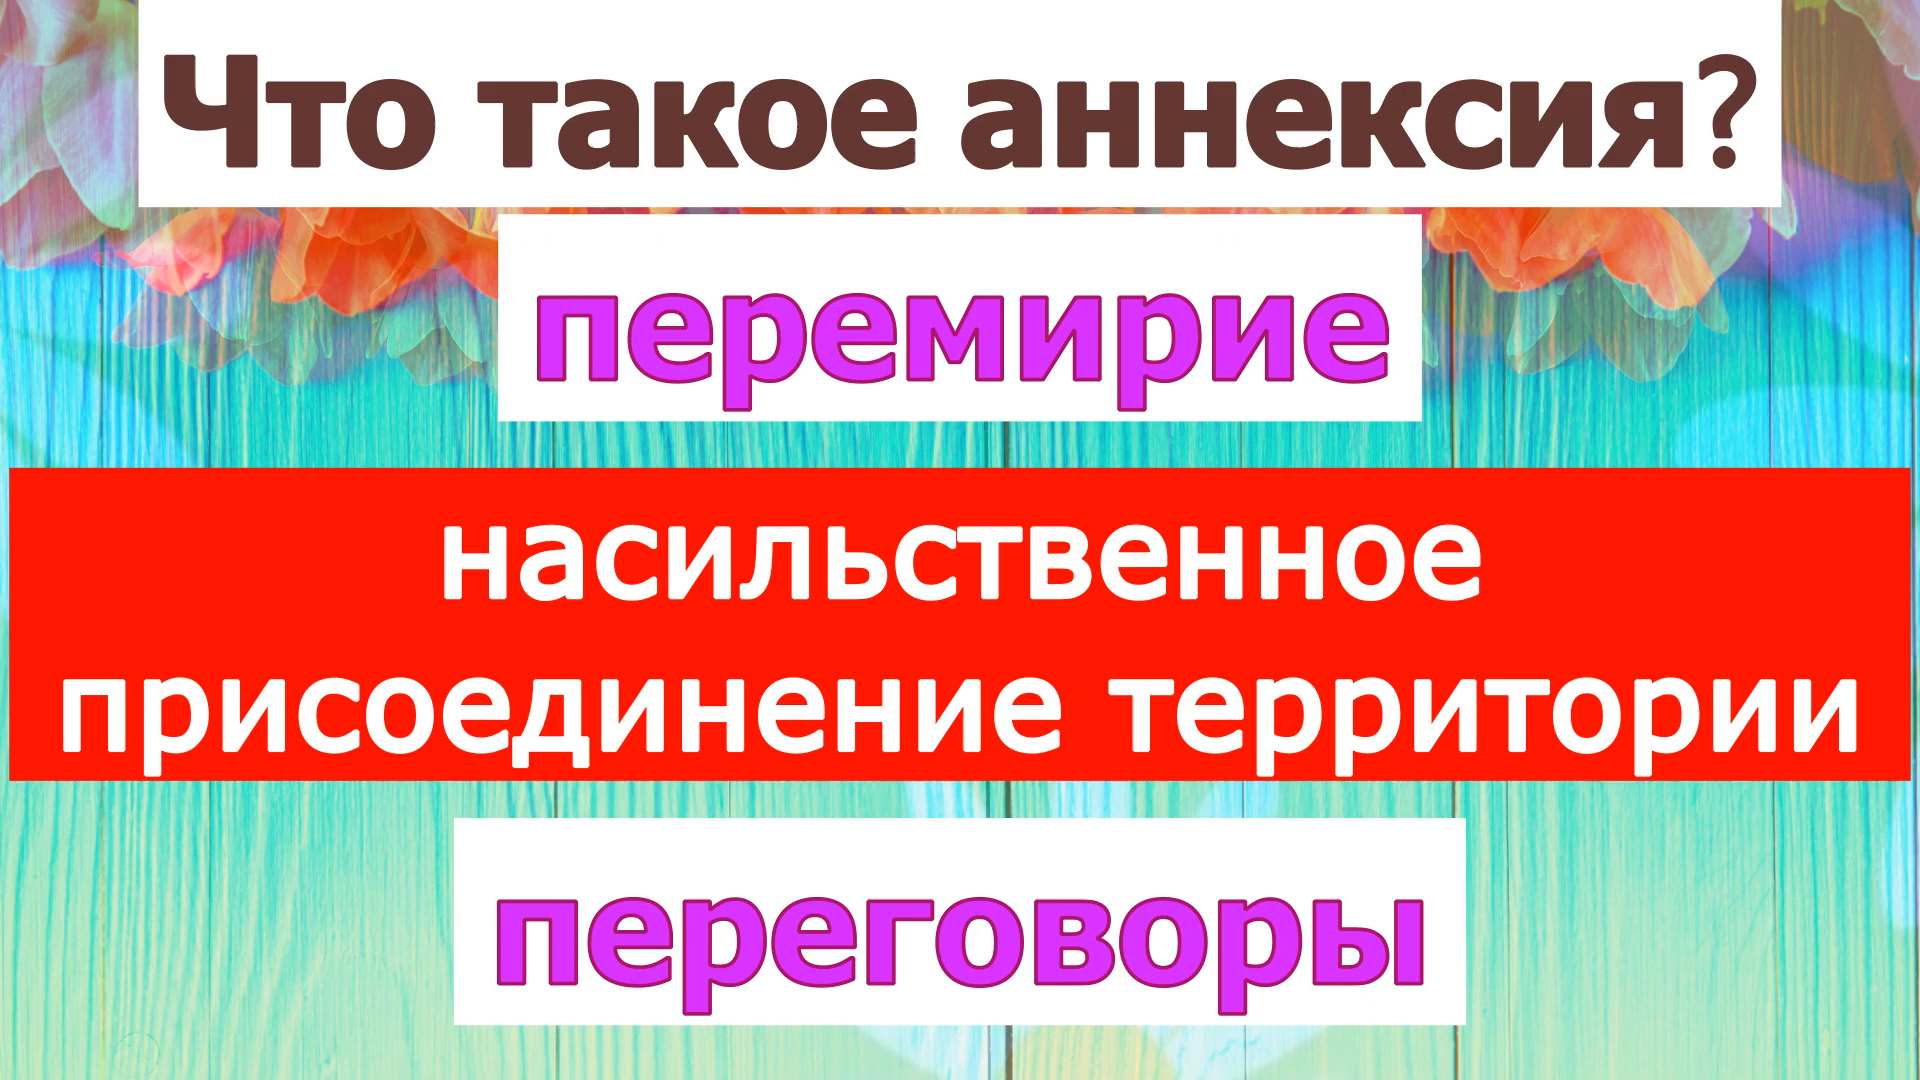 Что такое аннексия?
перемирие
насильственное
присоединение территории
переговоры